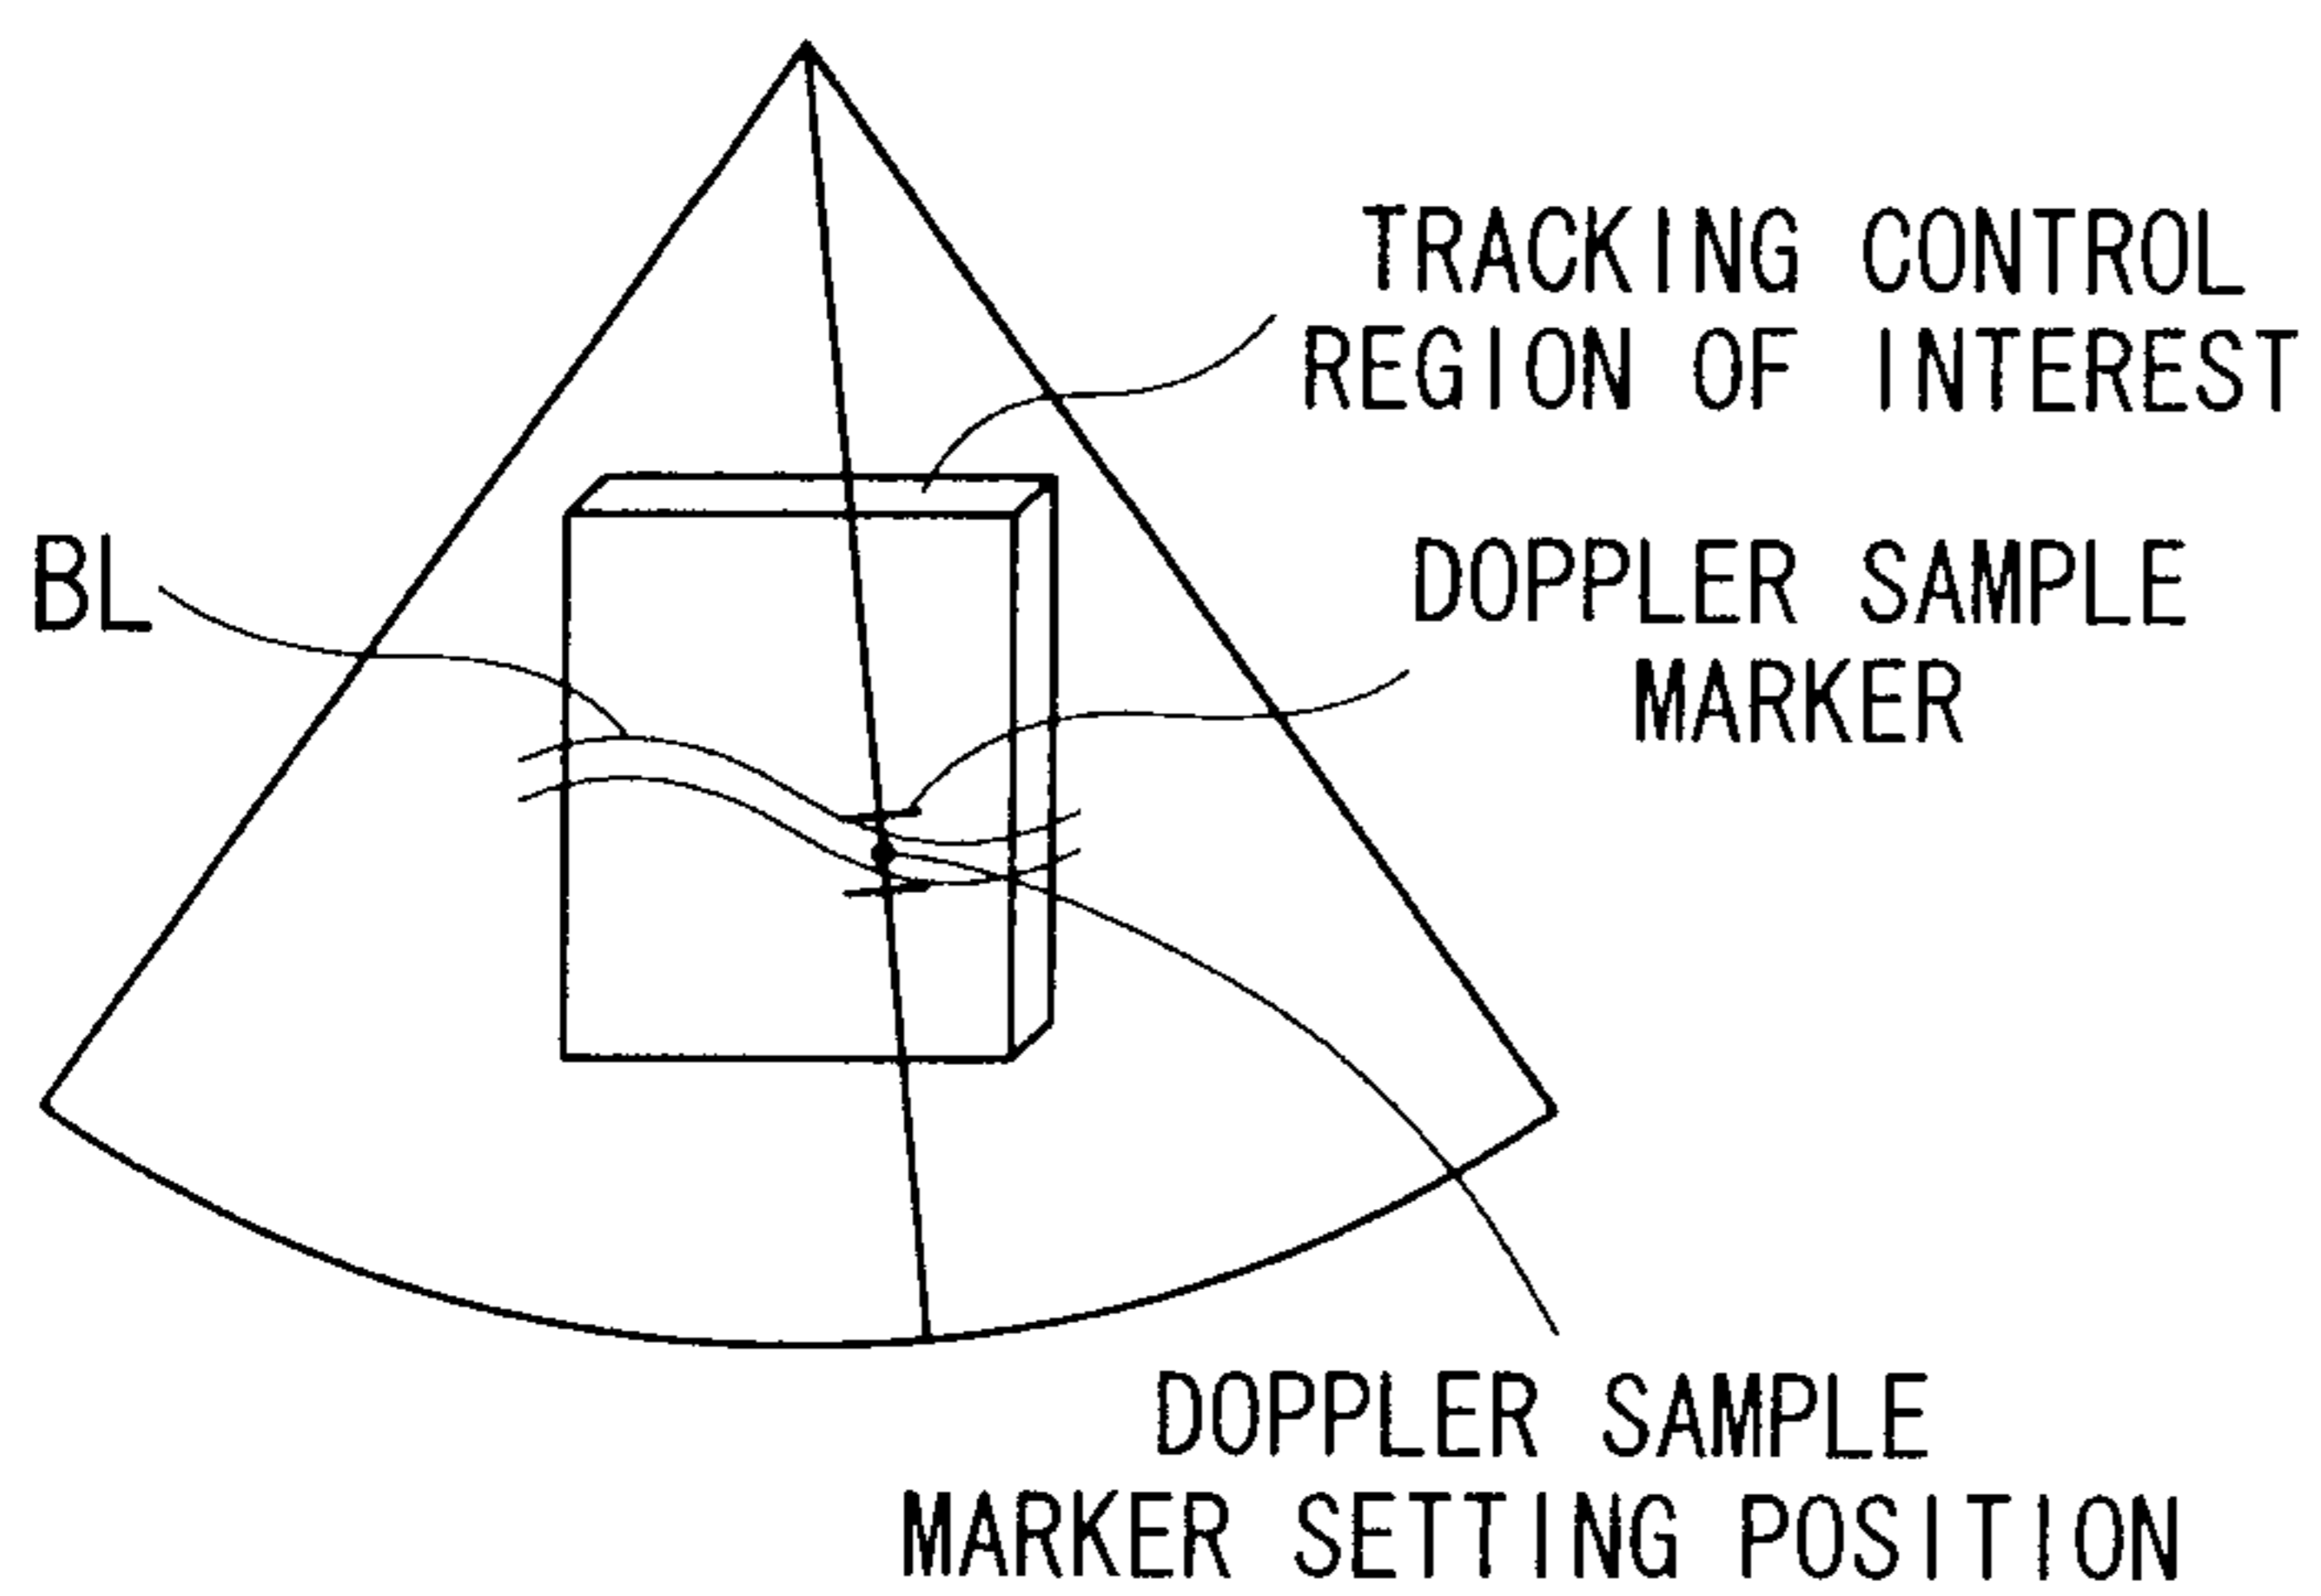 TRACKING CONTROL
REGION OF INTEREST
BL
DOPPLER SAMPLE
MARKER
DOPPLER SAMPLE
MARKER SETTING POSITION